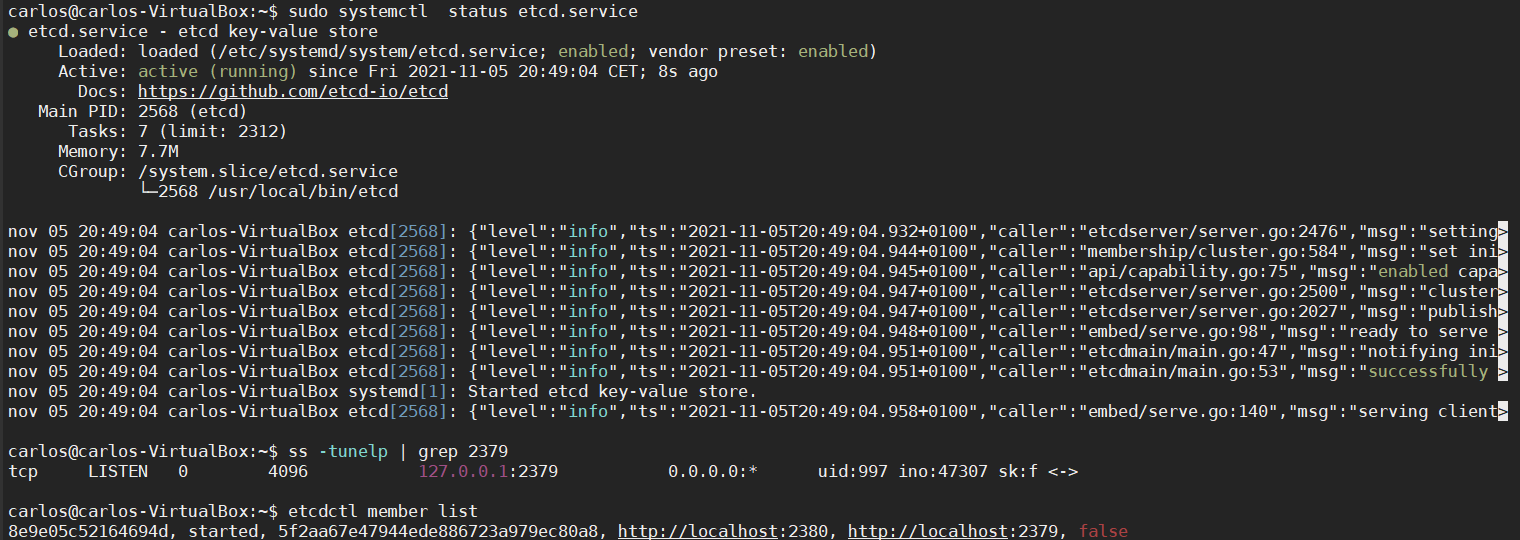 carlos@carlos-VirtualBox:~$ sudo systemctl  status etcd.service
● etcd.service - etcd key-value store
     Loaded: loaded (/etc/systemd/system/etcd.service; enabled; vendor preset: enabled)
     Active: active (running) since Fri 2021-11-05 20:49:04 CET; 8s ago
       Docs: https://github.com/etcd-io/etcd
   Main PID: 2568 (etcd)
      Tasks: 7 (limit: 2312)
     Memory: 7.7M
     CGroup: /system.slice/etcd.service
             └─2568 /usr/local/bin/etcd
nov 05 20:49:04 carlos-VirtualBox etcd[2568]: {"level":"info","ts":"2021-11-05T20:49:04.932+0100","caller":"etcdserver/server.go:2476","msg":"setting>
nov 05 20:49:04 carlos-VirtualBox etcd[2568]: {"level":"info","ts":"2021-11-05T20:49:04.944+0100","caller":"membership/cluster.go:584","msg":"set ini>
nov 05 20:49:04 carlos-VirtualBox etcd[2568]: {"level":"info","ts":"2021-11-05T20:49:04.945+0100","caller":"api/capability.go:75","msg":"enabled capa>
nov 05 20:49:04 carlos-VirtualBox etcd[2568]: {"level":"info","ts":"2021-11-05T20:49:04.947+0100","caller":"etcdserver/server.go:2500","msg":"cluster>
nov 05 20:49:04 carlos-VirtualBox etcd[2568]: {"level":"info","ts":"2021-11-05T20:49:04.947+0100","caller":"etcdserver/server.go:2027","msg":"publish>
nov 05 20:49:04 carlos-VirtualBox etcd[2568]: {"level":"info","ts":"2021-11-05T20:49:04.948+0100","caller":"embed/serve.go:98","msg":"ready to serve >
nov 05 20:49:04 carlos-VirtualBox etcd[2568]: {"level":"info","ts":"2021-11-05T20:49:04.951+0100","caller":"etcdmain/main.go:47","msg":"notifying ini>
nov 05 20:49:04 carlos-VirtualBox etcd[2568]: {"level":"info","ts":"2021-11-05T20:49:04.951+0100","caller":"etcdmain/main.go:53","msg":"successfully >
nov 05 20:49:04 carlos-VirtualBox systemd[1]: Started etcd key-value store.
nov 05 20:49:04 carlos-VirtualBox etcd[2568]: {"level":"info","ts":"2021-11-05T20:49:04.958+0100","caller":"embed/serve.go:140","msg":"serving client>
carlos@carlos-VirtualBox:~$ ss -tunelp | grep 2379
tcp     LISTEN   0        4096           127.0.0.1:2379           0.0.0.0:*      uid:997 ino:47307 sk:f <->
carlos@carlos-VirtualBox:~$ etcdctl member list
8e9e05c52164694d, started, 5f2aa67e47944ede886723a979ec80a8, http://localhost:2380, http://localhost:2379, false